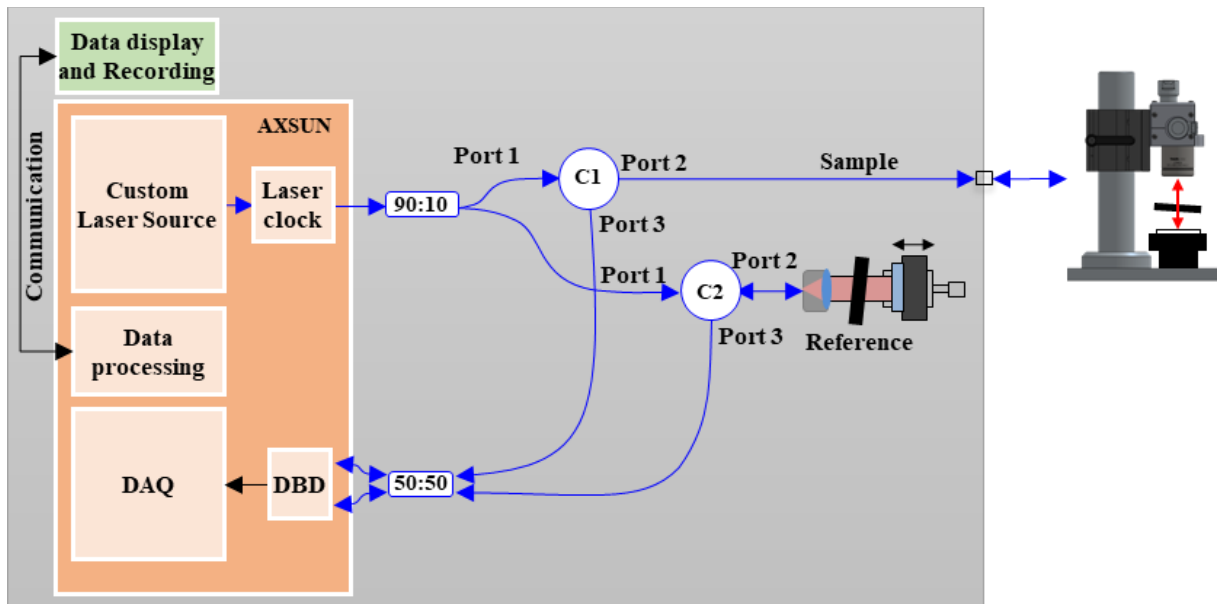 Data display
and Recording
Communication
AXSUN
Custom
Laser Source
Laser
clock
90:10
Port 1
C1
Port 2
Sample
Port 3
Port 1
C2
Port 2
Port 3
Reference
Data
processing
DAQ
DBD
50:50